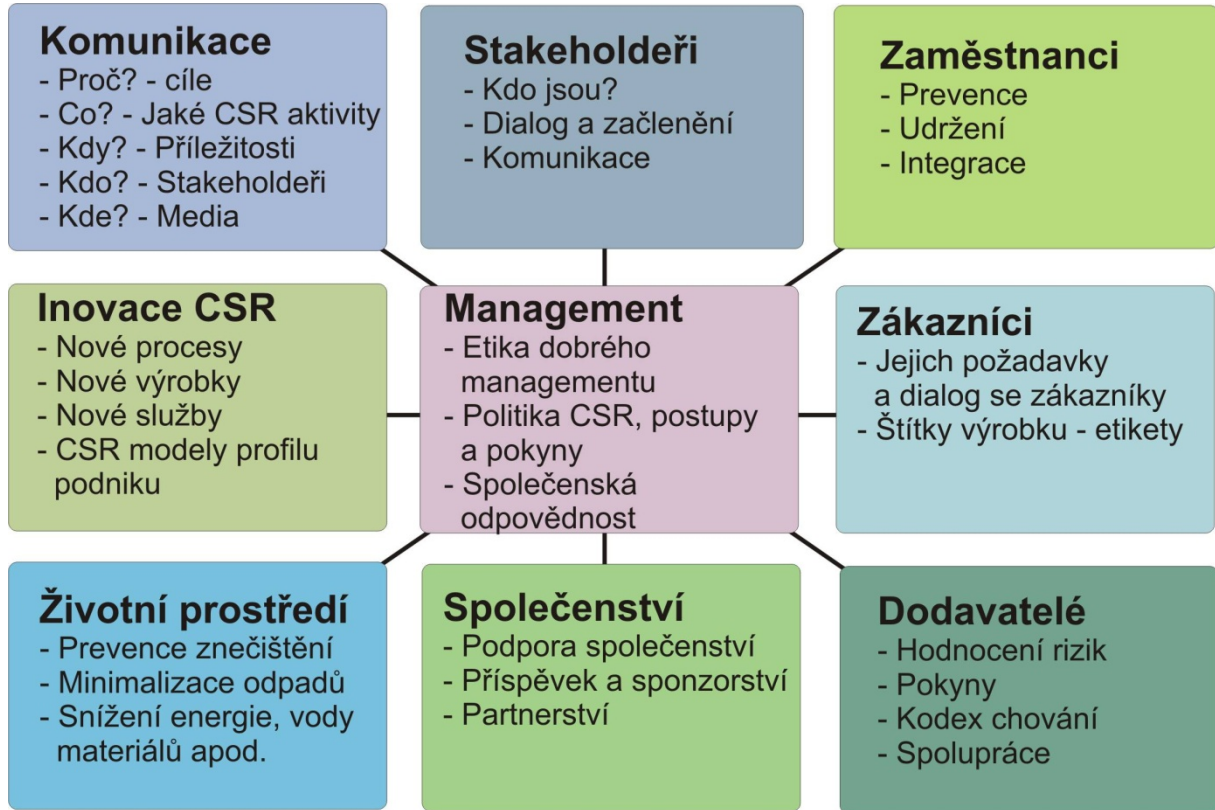 Komunikace
- Proč? - cíle
- Co? - Jaké CSR aktivity
- Kdy? - Příležitosti
- Kdo? - Stakeholdeři
- Kde? - Media
Stakeholdeři
- Kdo jsou?
- Dialog a začlenění
- Komunikace
Zaměstnanci
- Prevence
- Udržení
- Integrace
Inovace CSR
- Nové procesy
- Nové výrobky
- Nové služby
- CSR modely profilu
podniku
Management
- Etika dobrého
managementu
- Politika CSR, postupy
a pokyny
- Společenská
odpovědnost
Zákazníci
- Jejich požadavky
a dialog se zákazníky
- Štítky výrobku - etikety
Životní prostředí
- Prevence znečištění
- Minimalizace odpadů
- Snížení energie, vody
materiálů apod.
Společenství
- Podpora společenství
- Příspěvek a sponzorství
- Partnerství
Dodavatelé
- Hodnocení rizik
- Pokyny
- Kodex chování
- Spolupráce